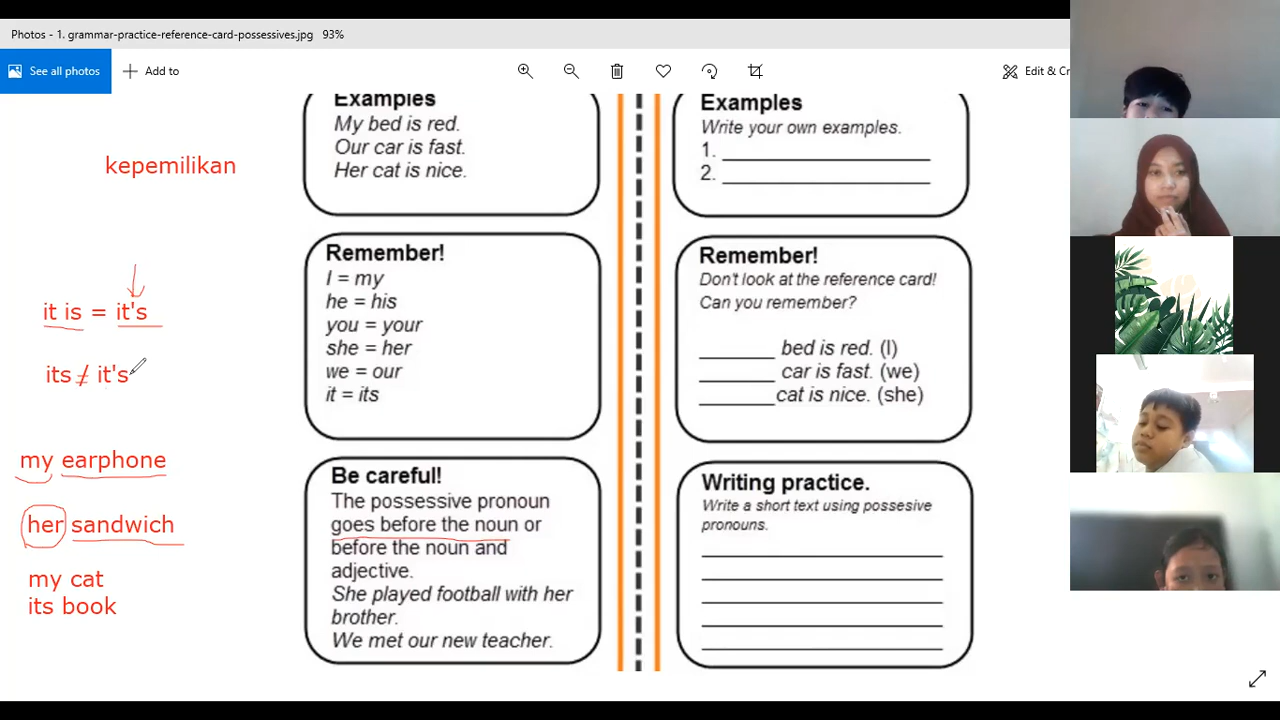 Photos - 1. grammar-practice-reference-card-possessives.jpg 93%
See all photos
Add to
Edit & Cr
kepemilikan
it is = it's
its ≠ it's
my earphone
her sandwich
my cat
its book
Examples
My bed is red.
Our car is fast.
Her cat is nice.
Remember!
I = my
he = his
you = your
she = her
we = our
it = its
Be careful!
The possessive pronoun
goes before the noun or
before the noun and
adjective.
She played football with her
brother.
We met our new teacher.
Examples
Write your own examples.
1. ____________________
2. ____________________
Remember!
Don't look at the reference card!
Can you remember?
_______ bed is red. (I)
_______ car is fast. (we)
_______ cat is nice. (she)
Writing practice.
Write a short text using possesive
pronouns.